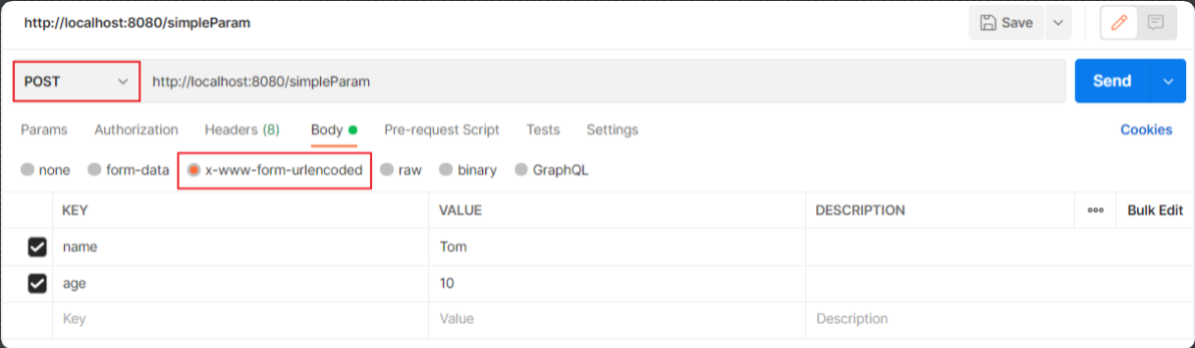 http://localhost:8080/simpleParam Save
POST http://localhost:8080/simpleParam Send
Params Authorization Headers (8) Body Pre-request Script Tests Settings Cookies
none form-data x-www-form-urlencoded raw binary GraphQL
KEY VALUE DESCRIPTION ooo Bulk Edit
name Tom
age 10
Key Value Description